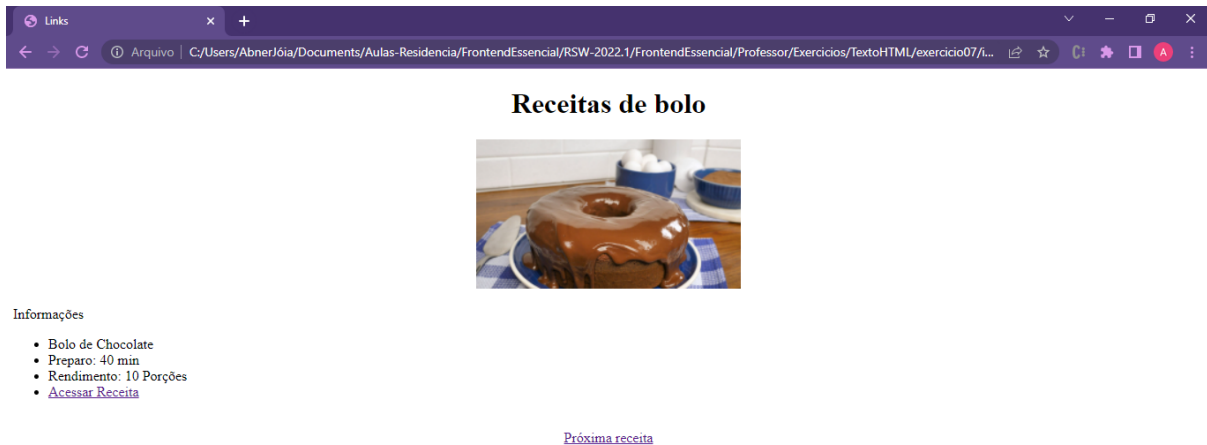 Links
Arquivo | C:/Users/AbnerJóia/Documents/Aulas-Residencia/FrontendEssencial/RSW-2022.1/FrontendEssencial/Professor/Exercicios/TextoHTML/exercicio07/i...
A
Receitas de bolo
Informações
Bolo de Chocolate
Preparo: 40 min
Rendimento: 10 Porções
Acessar Receita
Próxima receita